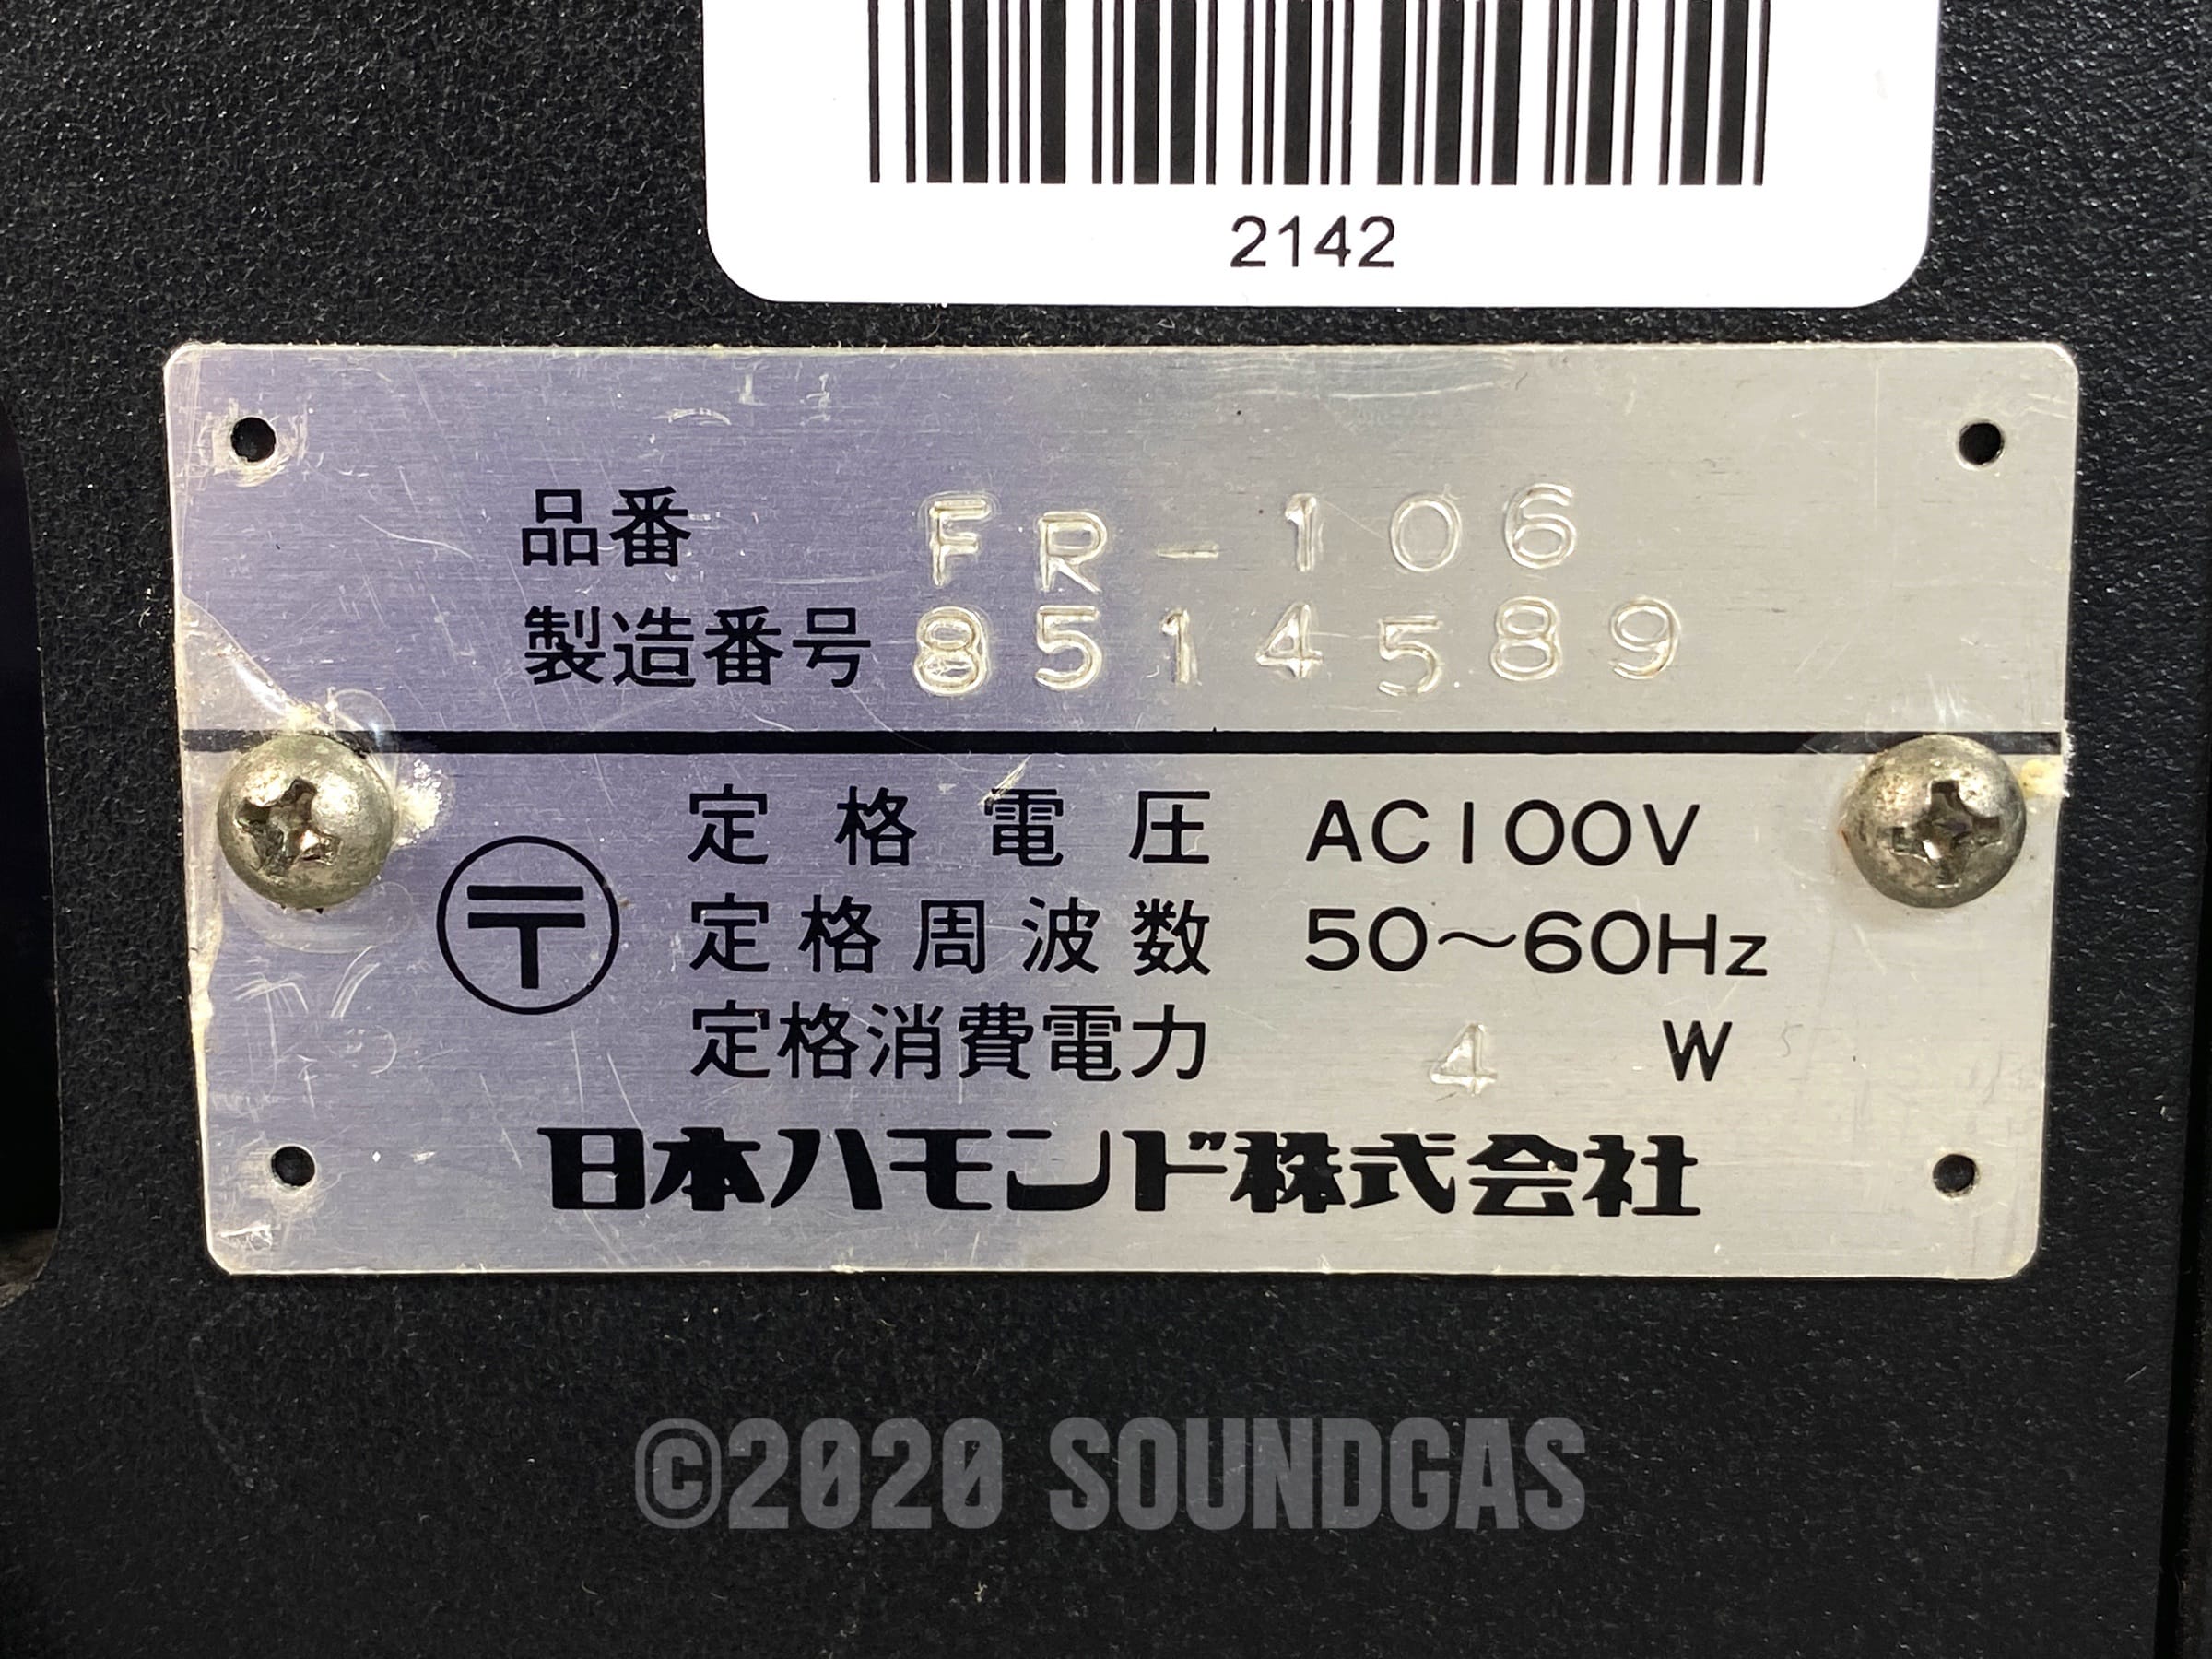 2142
品番 FR-106
製造番号 8514589
〒 定格電圧 AC100V
定格周波数 50～60Hz
定格消費電力 4 W
日本ハモンド株式会社
©2020 SOUNDGAS